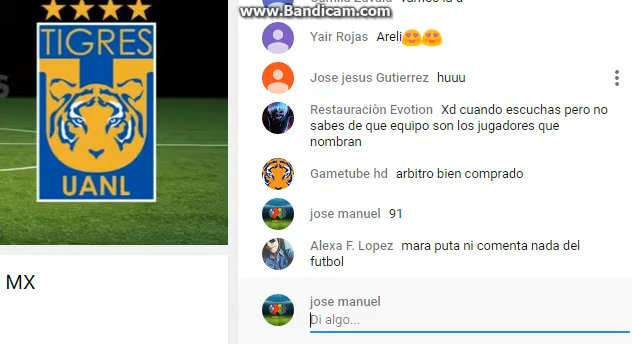 www.Bandicam.com
TIGRES
UANL
MX
Yair Rojas Areli😍😍
Jose jesus Gutierrez huuu
Restauraciòn Evotion Xd cuando escuchas pero no
sabes de que equipo son los jugadores que
nombran
Gametube hd arbitro bien comprado
jose manuel 91
Alexa F. Lopez mara puta ni comenta nada del
futbol
jose manuel
Di algo...